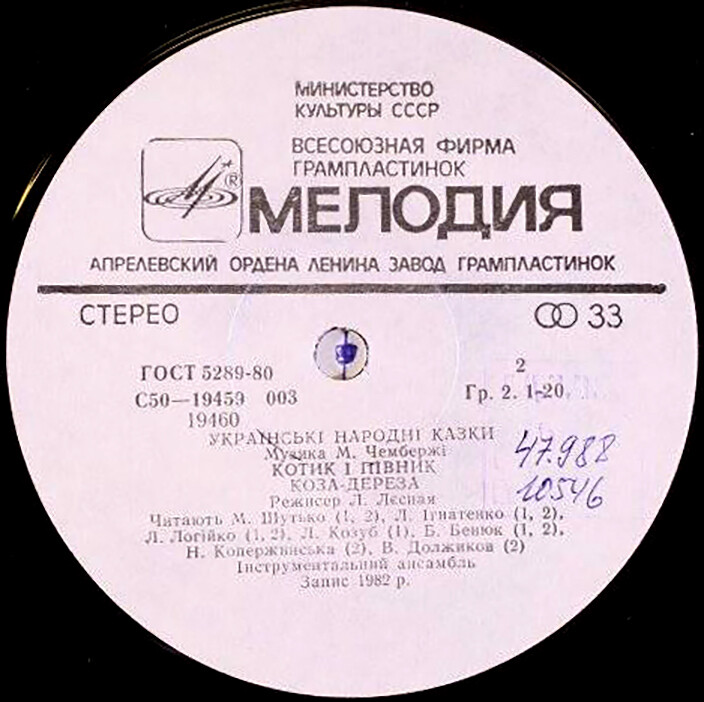 МИНИСТЕРСТВО
КУЛЬТУРЫ СССР
ВСЕСОЮЗНАЯ ФИРМА
ГРАМПЛАСТИНОК
®
МЕЛОДИЯ
АПРЕЛЕВСКИЙ ОРДЕНА ЛЕНИНА ЗАВОД ГРАМПЛАСТИНОК
СТЕРЕО 33
ГОСТ 5289-80 2
С50—19459 003 Гр. 2. 1-20.
19460
УКРАЇНСЬКІ НАРОДНІ КАЗКИ
Музика М. Чембержі
КОТИК І ПІВНИК
КОЗА-ДЕРЕЗА
Режисер Л. Лєсная
Читають М. Шутько (1, 2), Л. Ігнатенко (1, 2),
Л. Логійко (1, 2), Л. Козуб (1), Б. Бенюк (1, 2),
Н. Копержинська (2), В. Должиков (2)
Інструментальний ансамбль
Запис 1982 р.
47.988
10546